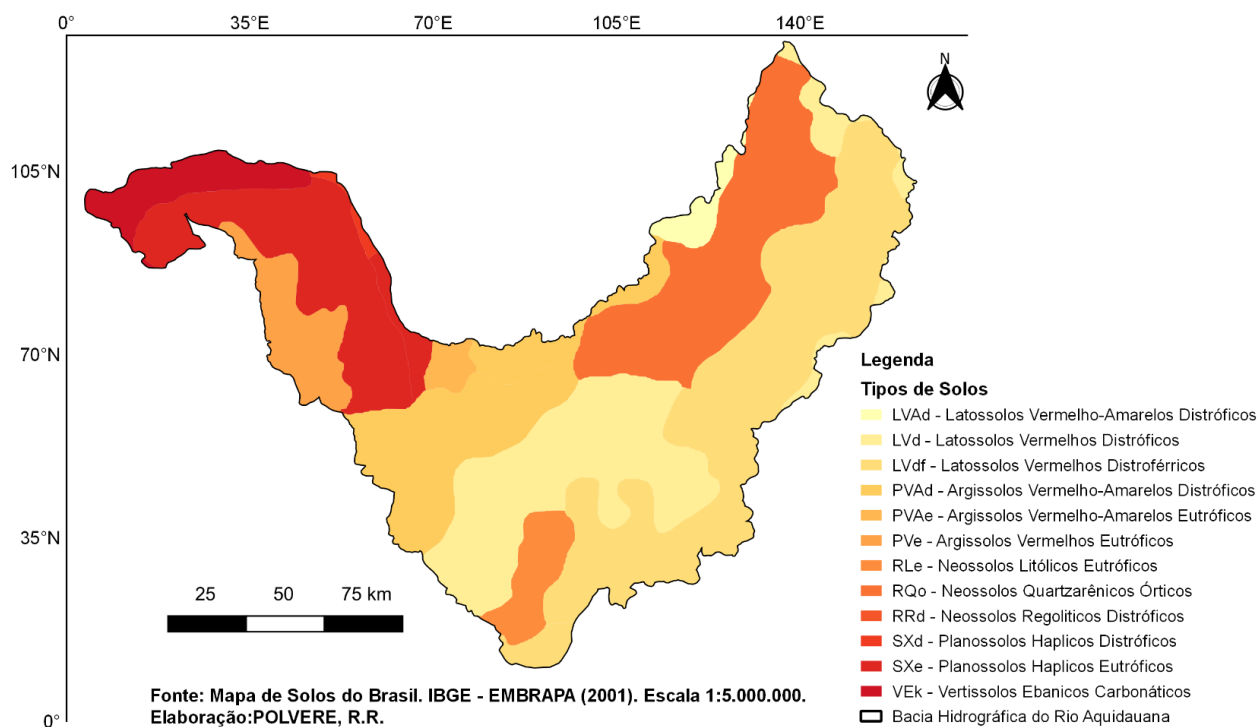 0° 35°E 70°E 105°E 140°E
N
105°N
70°N
35°N
0°
25 50 75 km
Legenda
Tipos de Solos
LVAd - Latossolos Vermelho-Amarelos Distróficos
LVd - Latossolos Vermelhos Distróficos
LVdf - Latossolos Vermelhos Distroférricos
PVAd - Argissolos Vermelho-Amarelos Distróficos
PVAe - Argissolos Vermelho-Amarelos Eutróficos
PVe - Argissolos Vermelhos Eutróficos
RLe - Neossolos Litólicos Eutróficos
RQo - Neossolos Quartzarênicos Órticos
RRd - Neossolos Regoliticos Distróficos
SXd - Planossolos Haplicos Distróficos
SXe - Planossolos Haplicos Eutróficos
VEk - Vertissolos Ebanicos Carbonáticos
Bacia Hidrográfica do Rio Aquidauana
Fonte: Mapa de Solos do Brasil. IBGE - EMBRAPA (2001). Escala 1:5.000.000.
Elaboração:POLVERE, R.R.